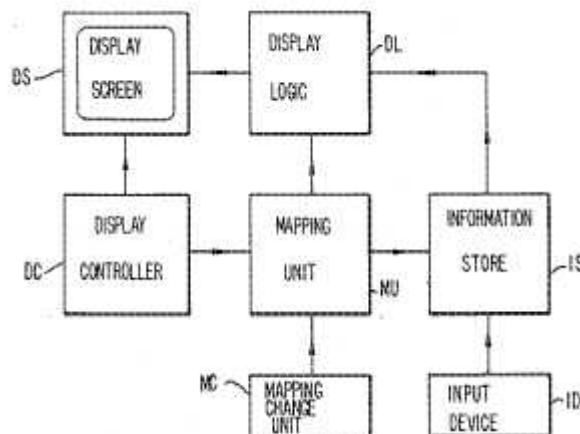 DS
DISPLAY
SCREEN
DISPLAY
LOGIC
DL
DC
DISPLAY
CONTROLLER
MAPPING
UNIT
MU
INFORMATION
STORE
IS
MC
MAPPING
CHANGE
UNIT
INPUT
DEVICE
ID